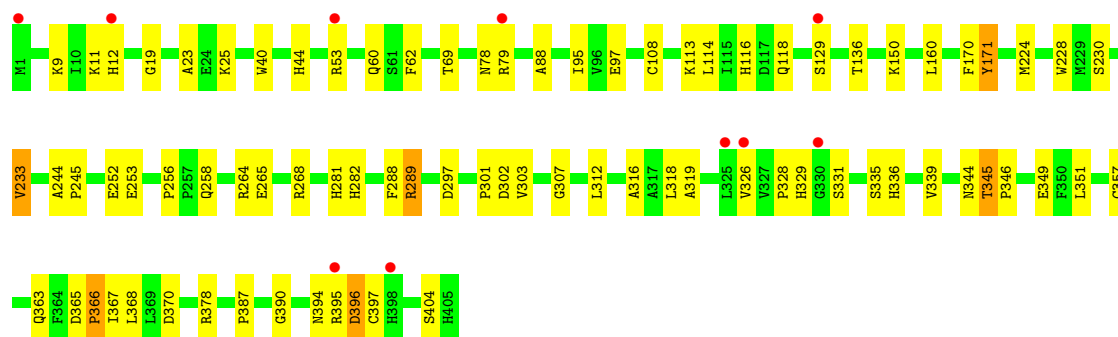 M1 K9 I10 K11 H12 G19 A23 E24 K25 W40 H44 R53 Q60 S61 F62 T69 N78 R79 A88 I95 V96 E97 C108 K113 L114 I115 H116 D117 Q118 S129 T136 K150 L160 F170 Y171 M224 W228 M229 S230
V233 A244 P245 E252 E253 P256 P257 Q258 R264 E265 R268 H281 H282 F288 R289 D297 P301 D302 V303 G307 L312 A316 A317 L318 A319 L325 V326 V327 P328 H329 G330 S331 S335 H336 V339 N344 T345 P346 E349 F350 L351
Q363 F364 D365 P366 I367 L368 L369 D370 R378 P387 G390 N394 R395 D396 C397 H398 S404 H405